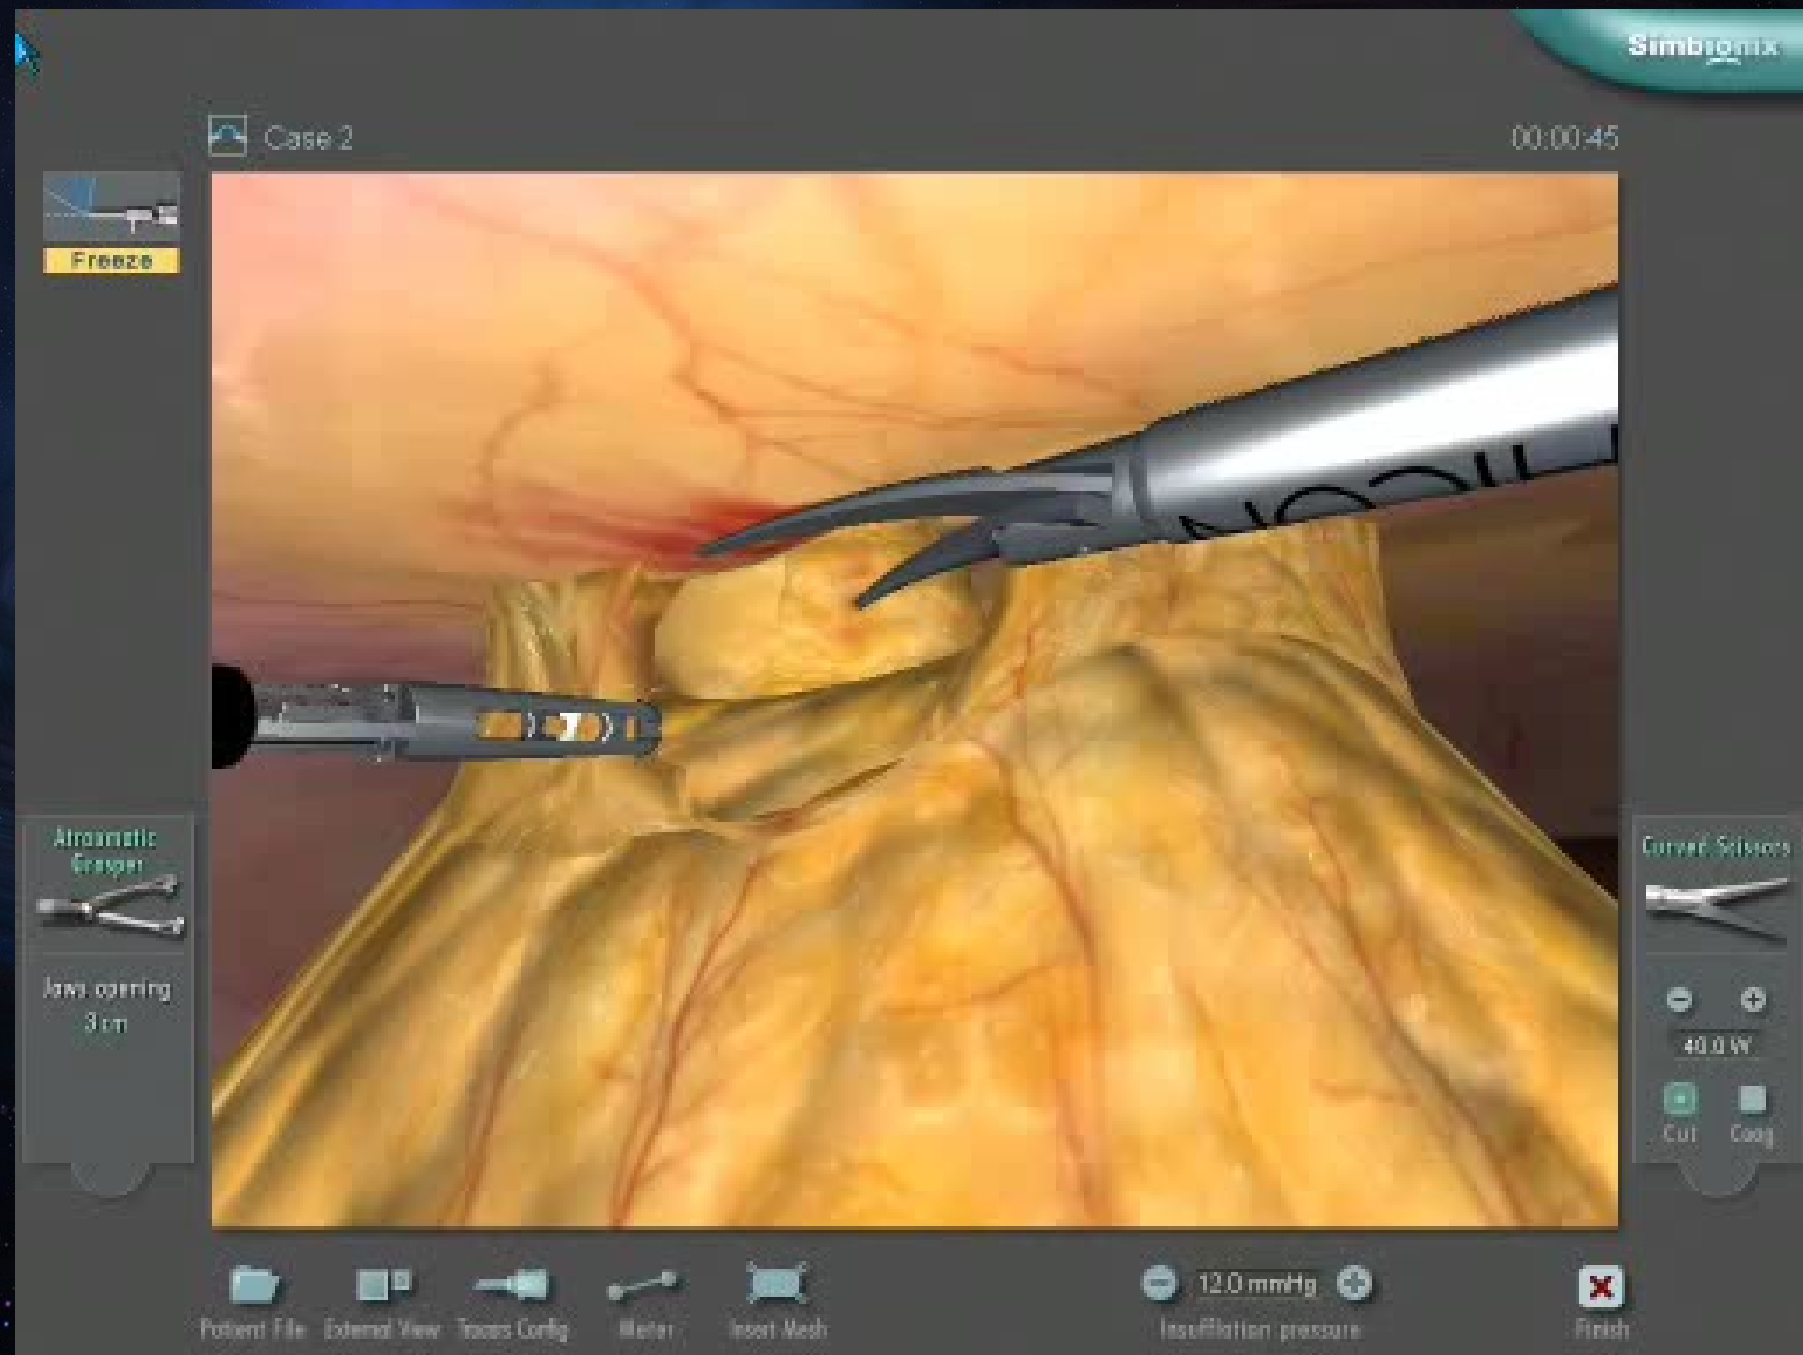 Simbionix
Case 2
00:00:45
Freeze
Atraumatic
Grasper
Jaws opening
3 cm
Curved Scissors
40.0 W
Cut
Coag
Patient File
External View
Trocars Config
Meter
Insert Mesh
12.0 mmHg
Insufflation pressure
Finish